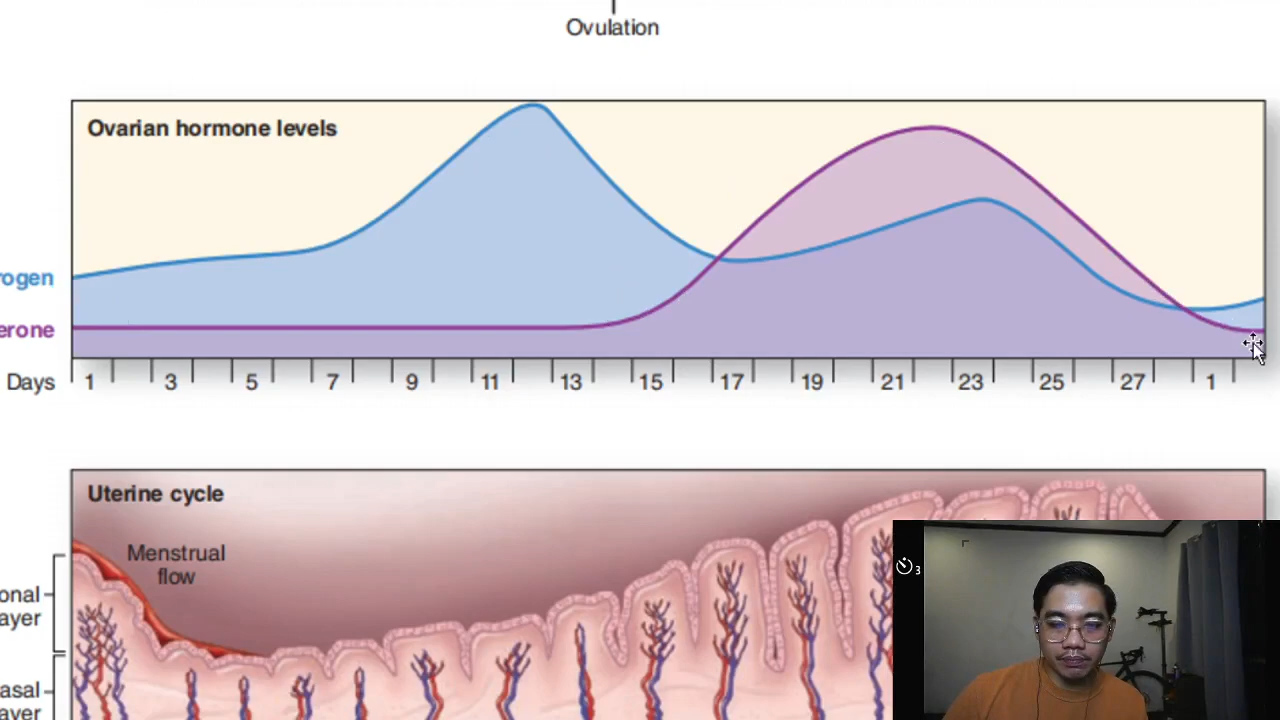 Ovulation
Ovarian hormone levels
rogen
erone
Days 1 3 5 7 9 11 13 15 17 19 21 23 25 27 1
Uterine cycle
Menstrual
flow
onal
ayer
asal
ayer
3